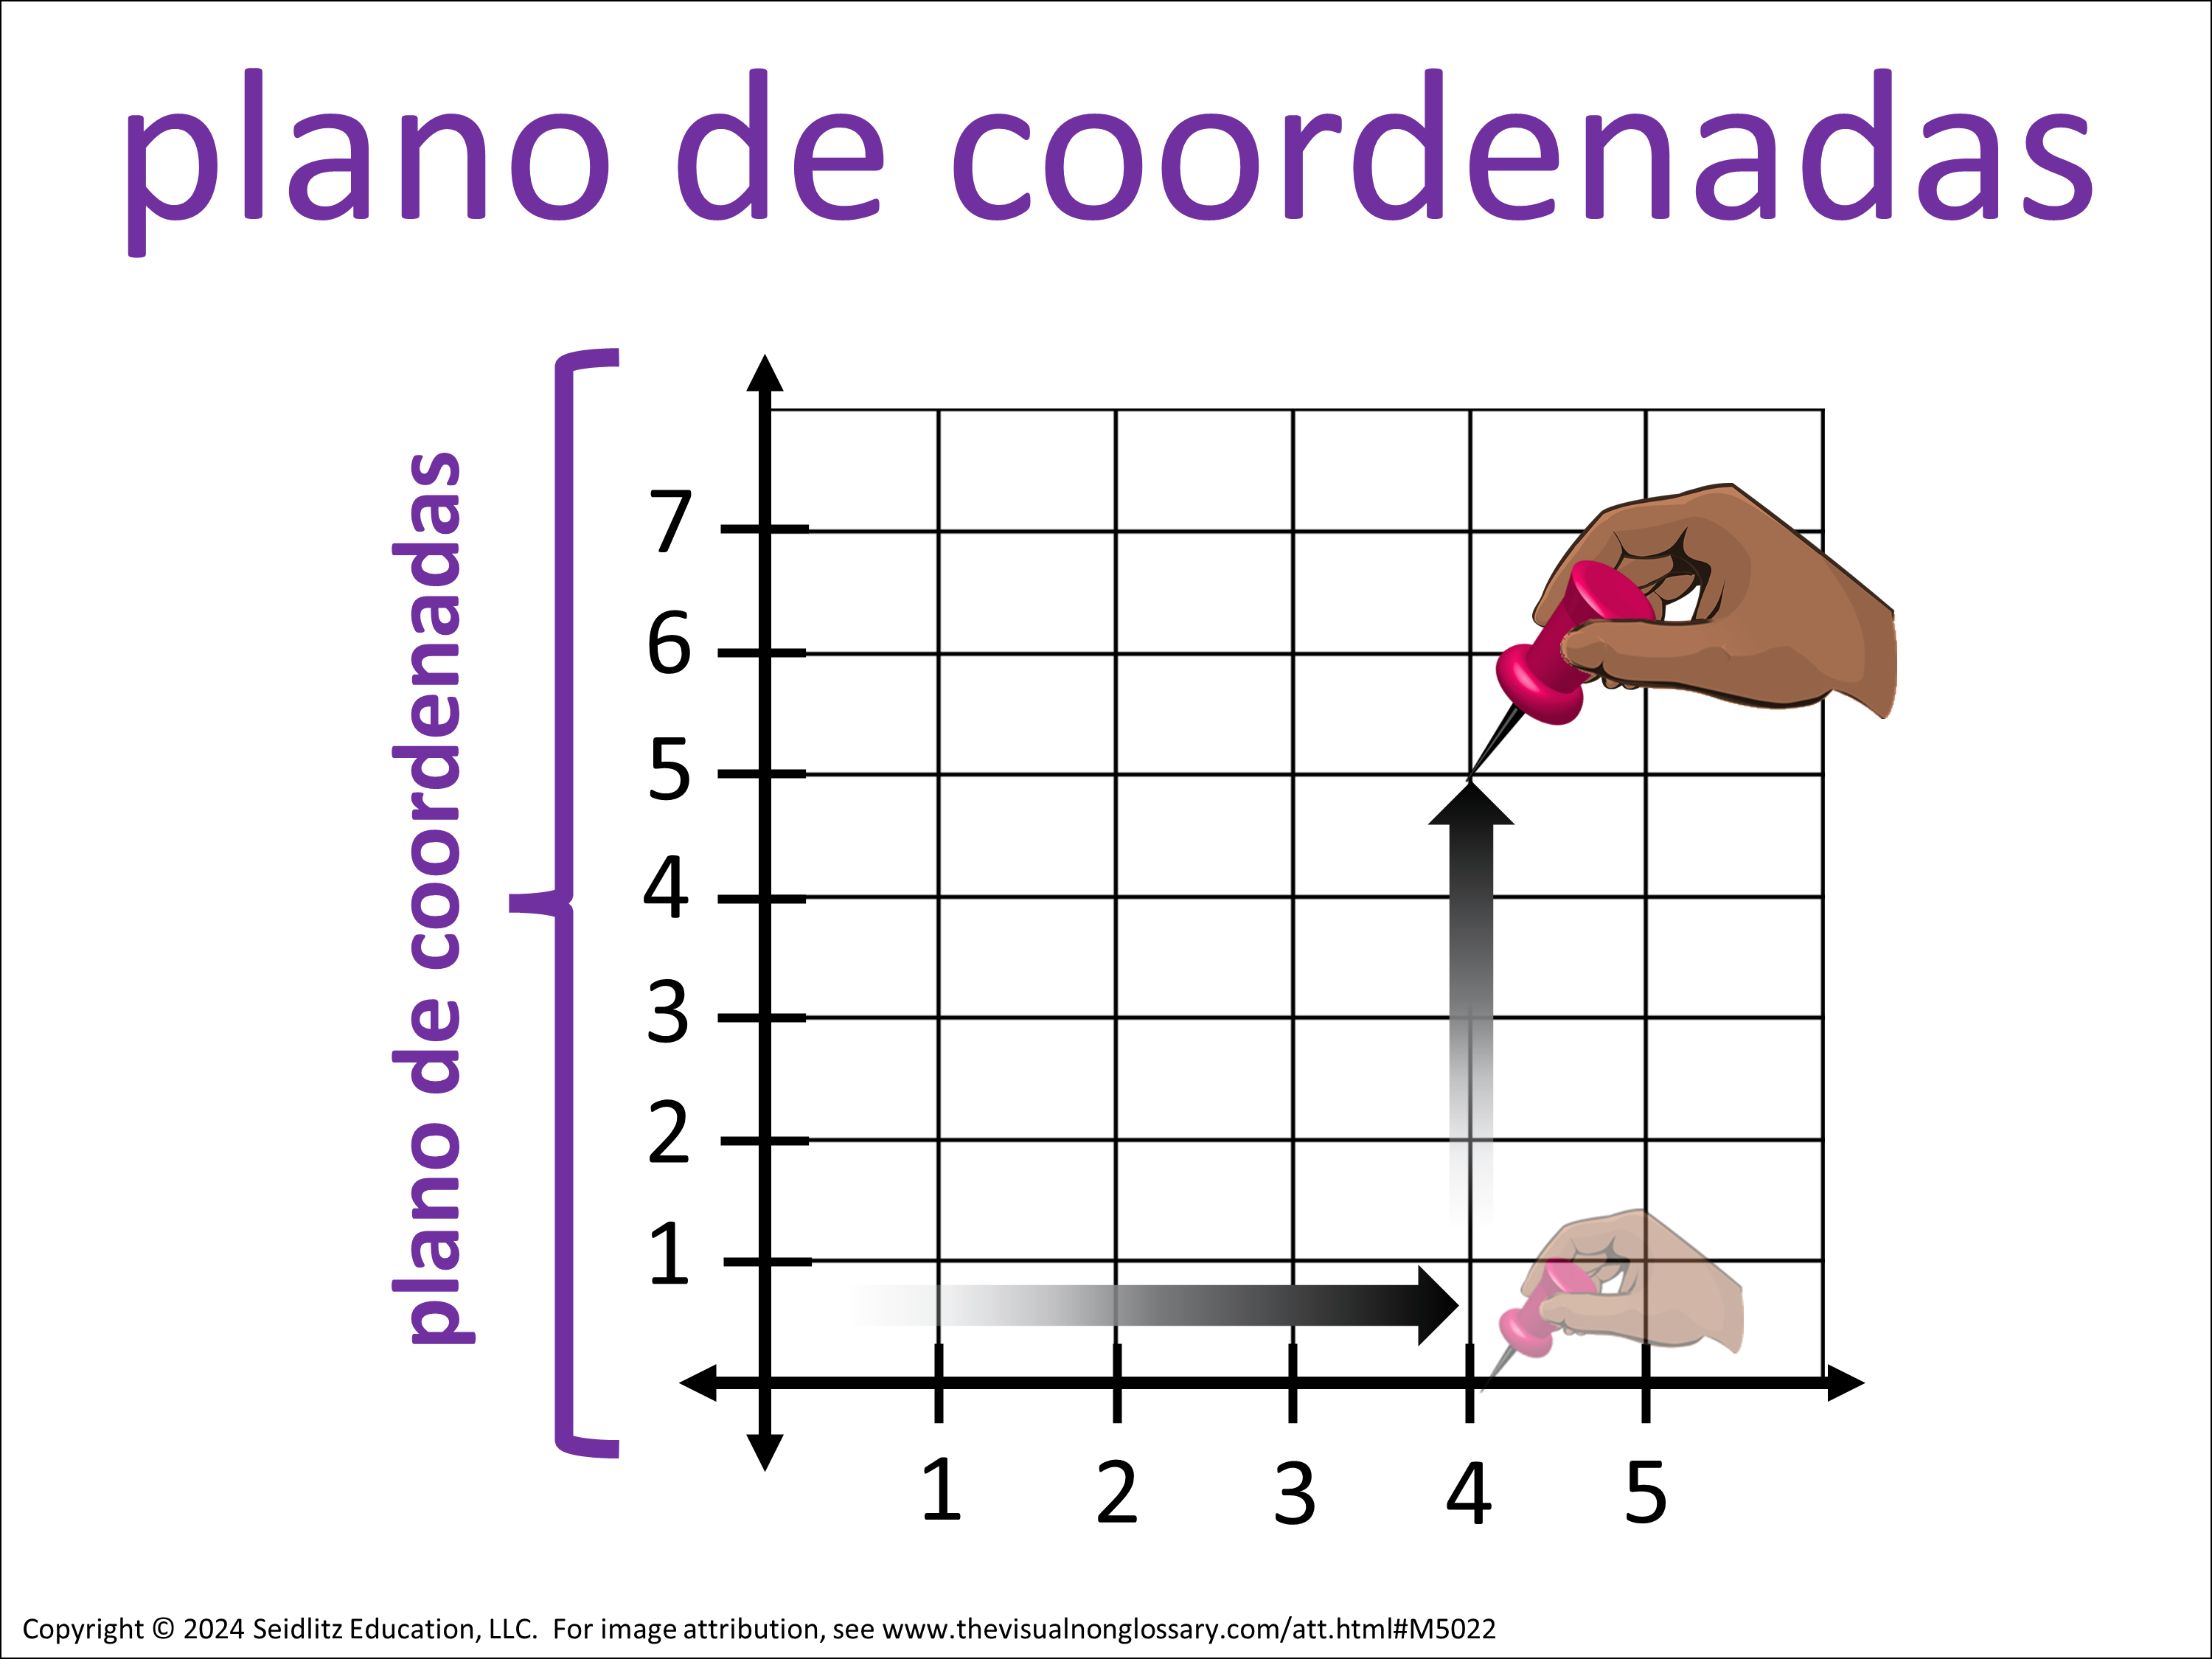 plano de coordenadas
plano de coordenadas
7
6
5
4
3
2
1
1 2 3 4 5
Copyright © 2024 Seidlitz Education, LLC.  For image attribution, see www.thevisualnonglossary.com/att.html#M5022